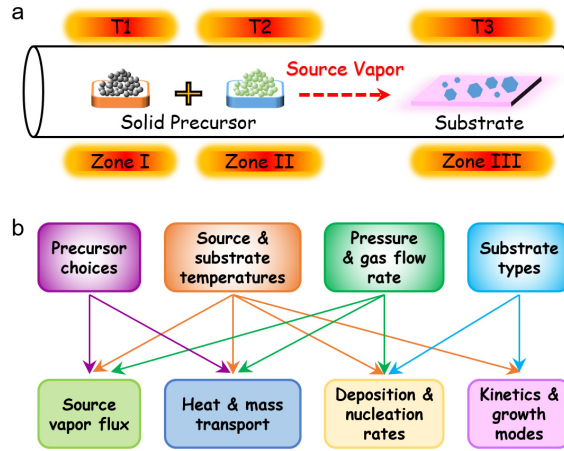 a
T1
T2
T3
Source Vapor
Solid Precursor
Substrate
Zone I
Zone II
Zone III
b
Precursor
choices
Source &
substrate
temperatures
Pressure
& gas flow
rate
Substrate
types
Source
vapor flux
Heat & mass
transport
Deposition &
nucleation
rates
Kinetics &
growth
modes